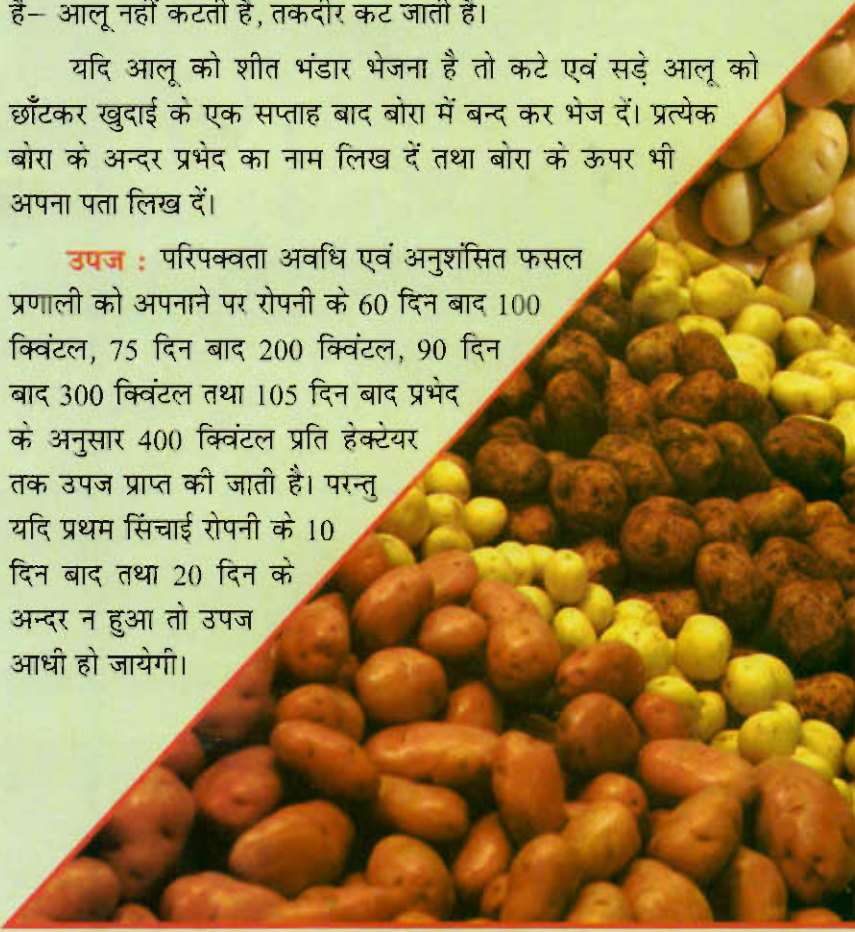 है– आलू नहीं कटती है, तकदीर कट जाती है।
यदि आलू को शीत भंडार भेजना है तो कटे एवं सड़े आलू को
छाँटकर खुदाई के एक सप्ताह बाद बोरा में बन्द कर भेज दें। प्रत्येक
बोरा के अन्दर प्रभेद का नाम लिख दें तथा बोरा के ऊपर भी
अपना पता लिख दें।
उपज : परिपक्वता अवधि एवं अनुशंसित फसल
प्रणाली को अपनाने पर रोपनी के 60 दिन बाद 100
क्विंटल, 75 दिन बाद 200 क्विंटल, 90 दिन
बाद 300 क्विंटल तथा 105 दिन बाद प्रभेद
के अनुसार 400 क्विंटल प्रति हेक्टेयर
तक उपज प्राप्त की जाती है। परन्तु
यदि प्रथम सिंचाई रोपनी के 10
दिन बाद तथा 20 दिन के
अन्दर न हुआ तो उपज
आधी हो जायेगी।